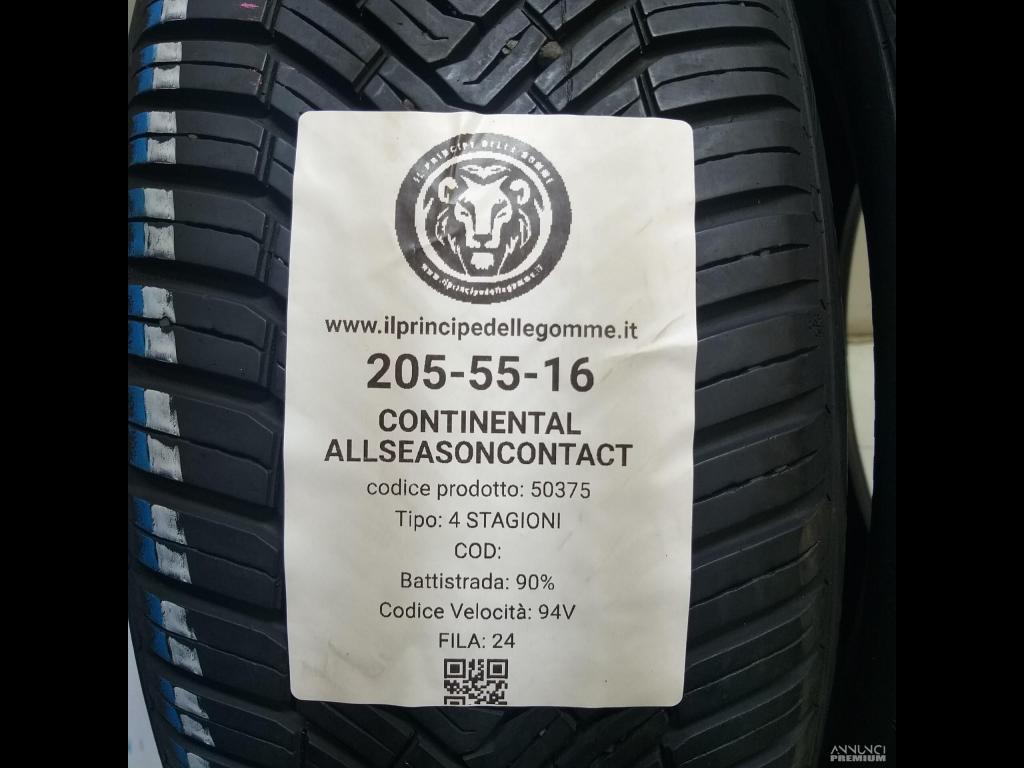 IL PRINCIPE DELLE GOMME
www.ilprincipedellegomme.it
www.ilprincipedellegomme.it
205-55-16
CONTINENTAL
ALLSEASONCONTACT
codice prodotto: 50375
Tipo: 4 STAGIONI
COD:
Battistrada: 90%
Codice Velocità: 94V
FILA: 24
ANNUNCI
PREMIUM